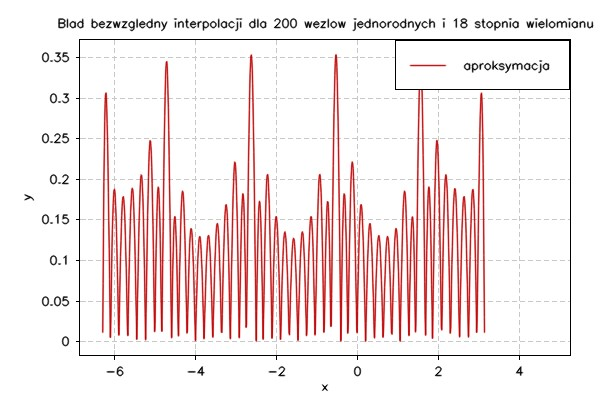 Blad bezwzgledny interpolacji dla 200 wezlow jednorodnych i 18 stopnia wielomianu
aproksymacja
0.35
0.3
0.25
0.2
0.15
0.1
0.05
0
y
−6 −4 −2 0 2 4
x